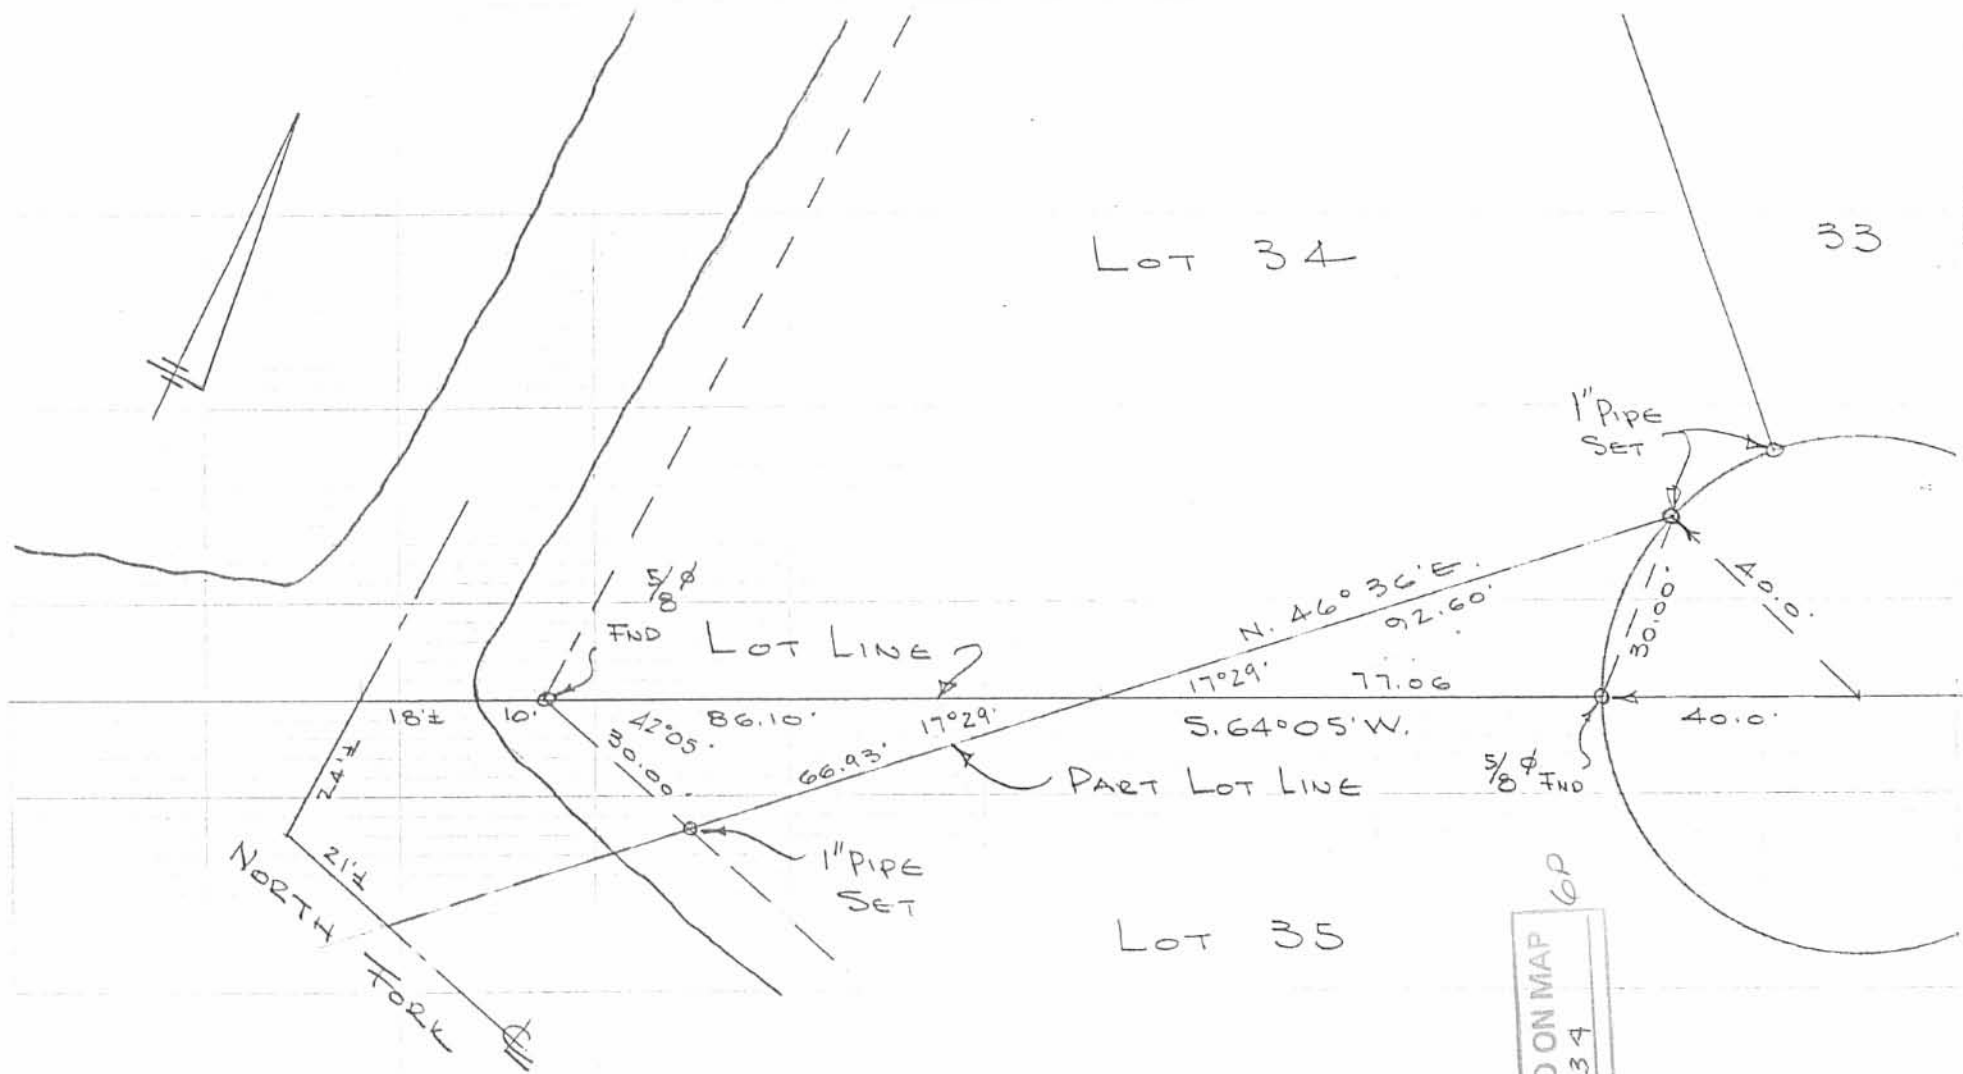 LOT 34
33
1" PIPE
SET
5/8 ⌀
FND
LOT LINE
N. 46° 36' E.
92.60'
30.00'
40.0'
17°29'
77.06
18'±
10'
86.10'
17°29'
S. 64°05' W.
40.0'
42°05'
30.00'
66.93'
24'±
21'±
PART LOT LINE
5/8 ⌀ FND
1" PIPE
SET
NORTH
FORK
℄
LOT 35
ON MAP
34